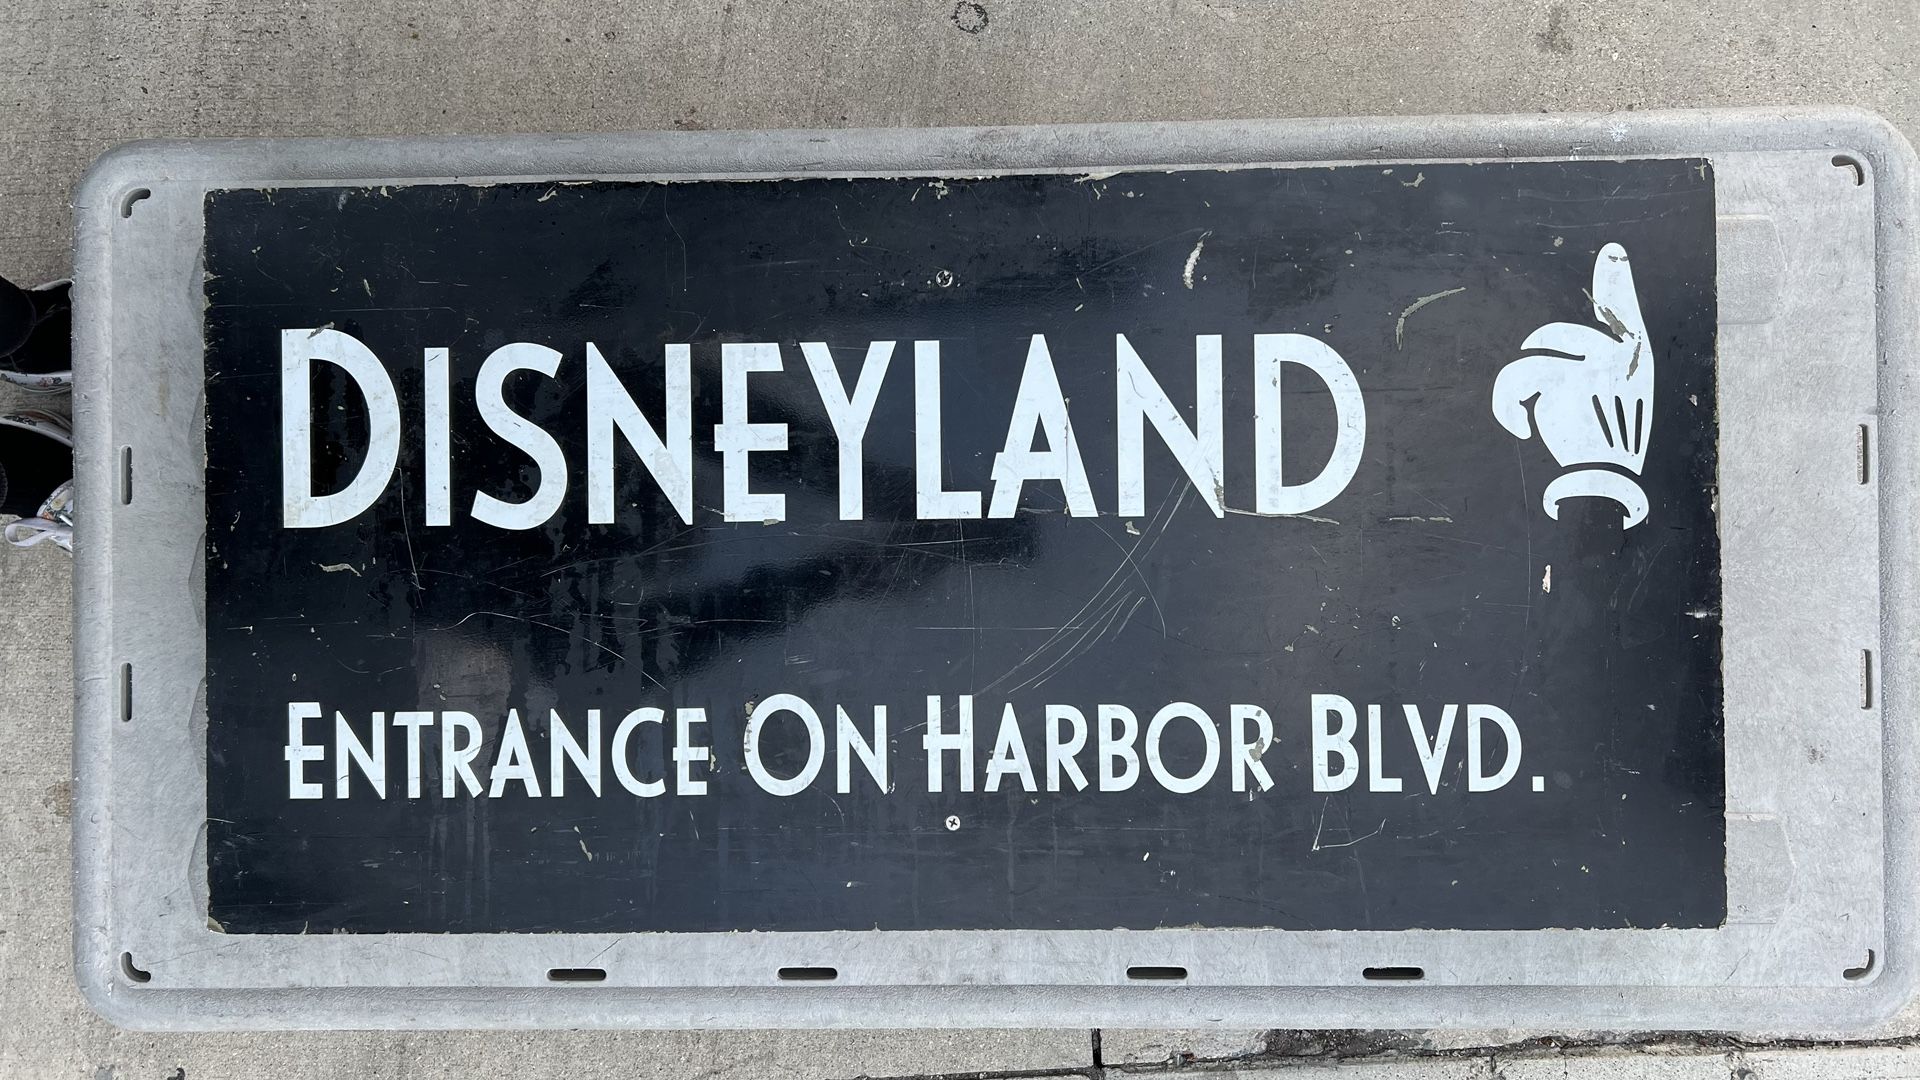 DISNEYLAND
ENTRANCE ON HARBOR BLVD.